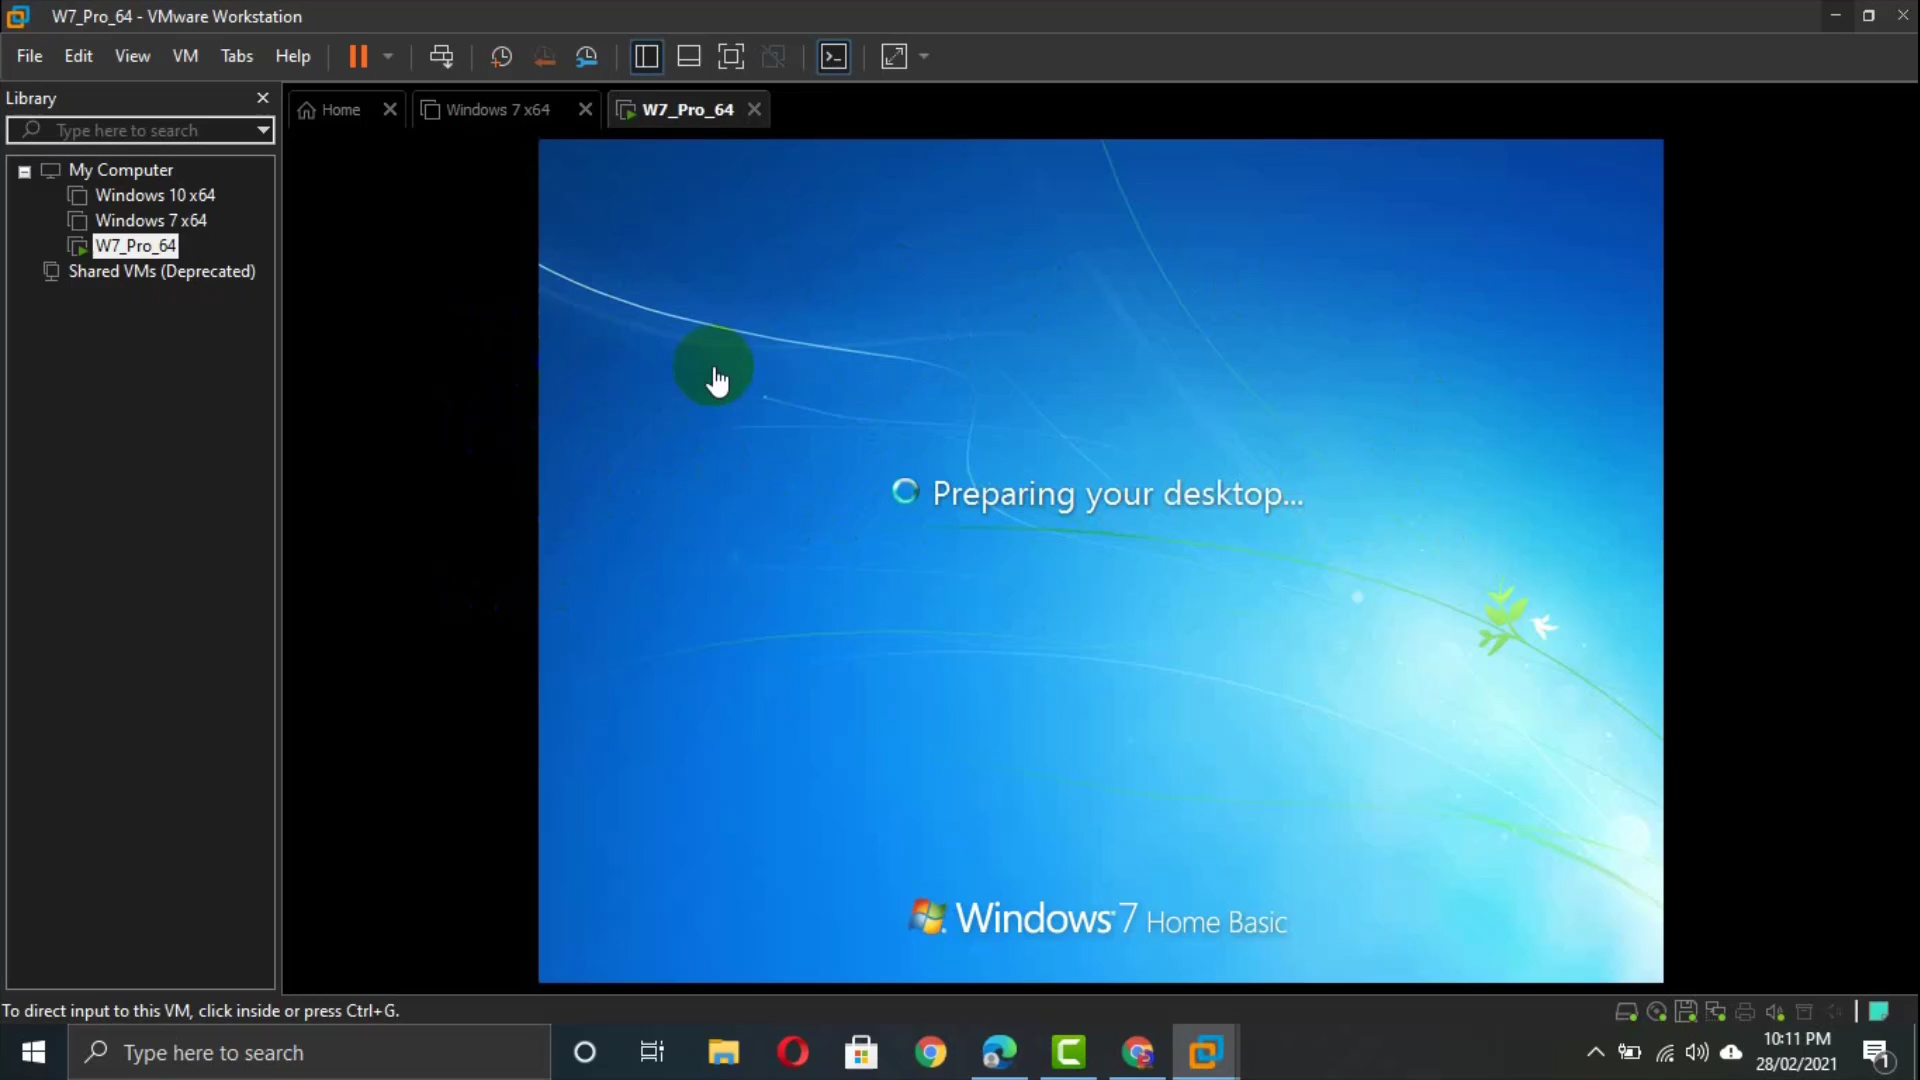 W7_Pro_64 - VMware Workstation
File Edit View VM Tabs Help
Library
Type here to search
My Computer
Windows 10 x64
Windows 7 x64
W7_Pro_64
Shared VMs (Deprecated)
Home Windows 7 x64 W7_Pro_64
Preparing your desktop...
Windows 7 Home Basic
To direct input to this VM, click inside or press Ctrl+G.
Type here to search
10:11 PM
28/02/2021
1